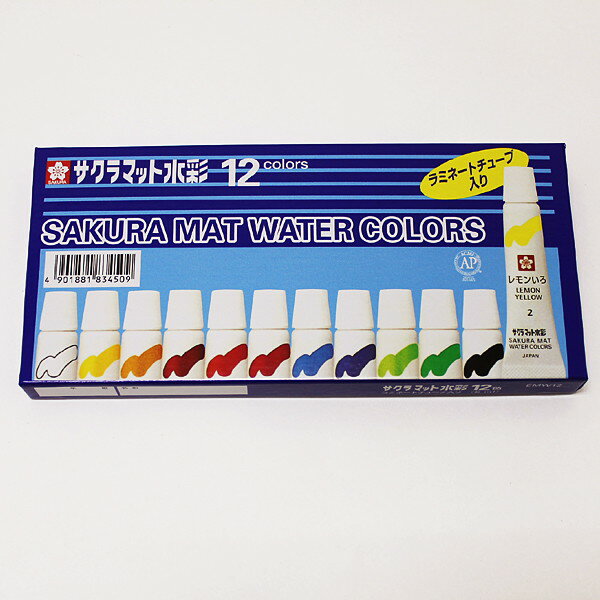 SAKURA
サクラマット水彩 12 colors
ラミネートチューブ
入り
SAKURA MAT WATER COLORS
AP
4 901881 834509
レモンいろ
LEMON
YELLOW
2
サクラマット水彩
SAKURA MAT
WATER COLORS
JAPAN
サクラマット水彩 12色
EMW12